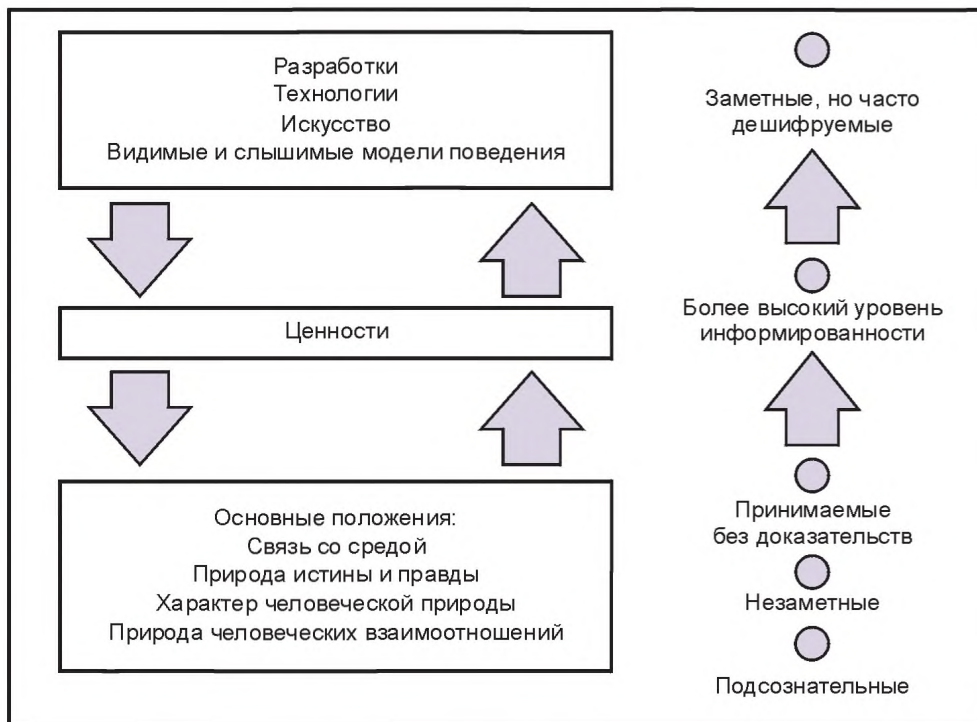 Разработки
Технологии
Искусство
Видимые и слышимые модели поведения
Заметные, но часто
дешифруемые
Ценности
Более высокий уровень
информированности
Основные положения:
Связь со средой
Природа истины и правды
Характер человеческой природы
Природа человеческих взаимоотношений
Принимаемые
без доказательств
Незаметные
Подсознательные